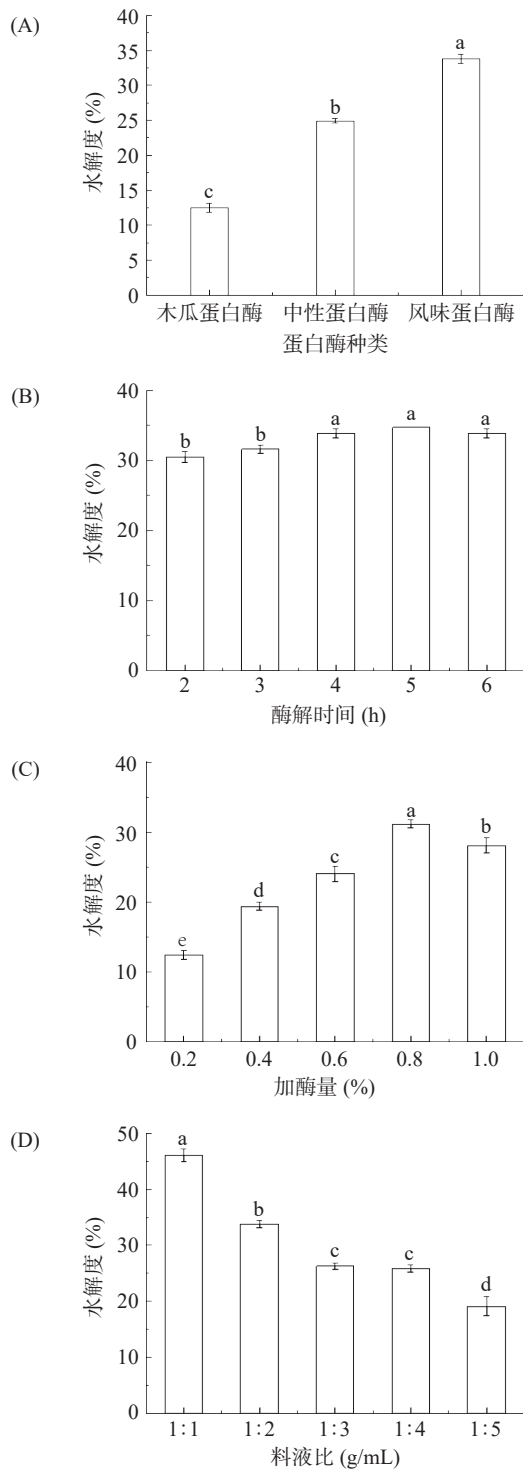 (A)
水解度 (%)
40
35
30
25
20
15
10
5
0
c
b
a
木瓜蛋白酶 中性蛋白酶 风味蛋白酶
蛋白酶种类
(B)
水解度 (%)
40
30
20
10
0
b b a a a
2 3 4 5 6
酶解时间 (h)
(C)
水解度 (%)
40
30
20
10
0
e d c a b
0.2 0.4 0.6 0.8 1.0
加酶量 (%)
(D)
水解度 (%)
50
40
30
20
10
0
a b c c d
1∶1 1∶2 1∶3 1∶4 1∶5
料液比 (g/mL)